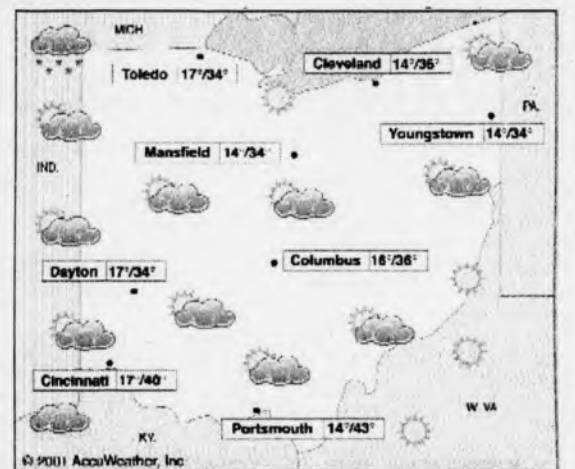 MICH
Cleveland 14°/36°
Toledo 17°/34°
PA.
Youngstown 14°/34°
Mansfield 14°/34°
IND.
Columbus 16°/36°
Dayton 17°/34°
Cincinnati 17°/40°
W. VA
Portsmouth 14°/43°
KY.
© 2001 AccuWeather, Inc